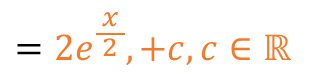 = 2e^{x/2}, +c, c ∈ ℝ